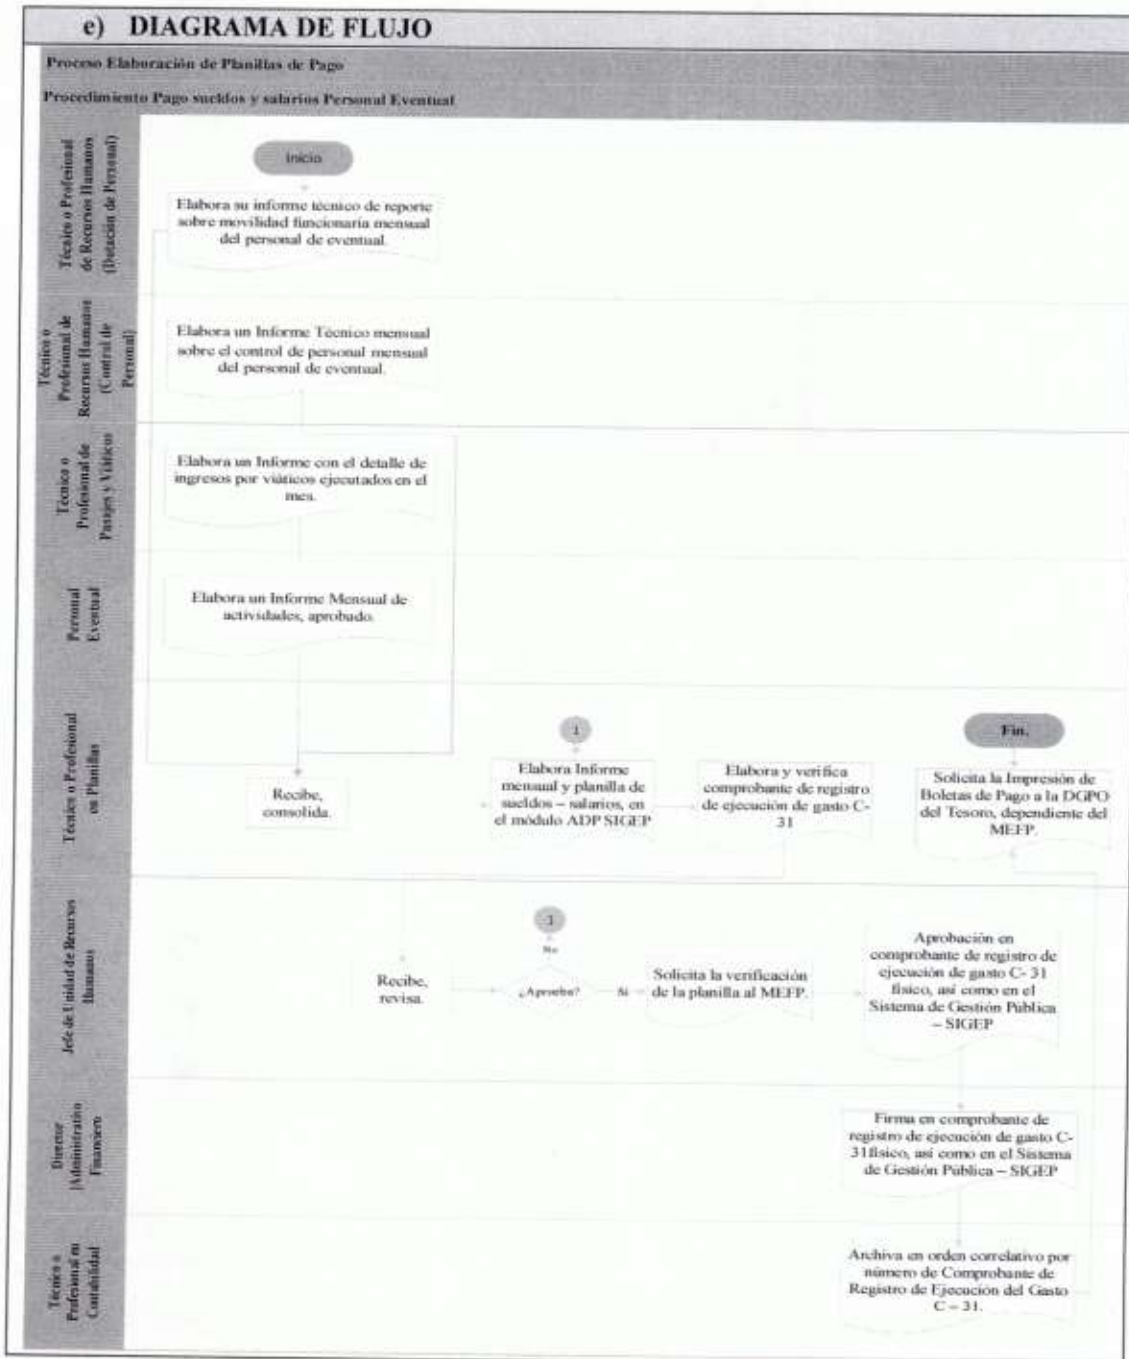 e) DIAGRAMA DE FLUJO
Proceso Elaboración de Planillas de Pago
Procedimiento Pago sueldos y salarios Personal Eventual
Técnico o Profesional
de Recursos Humanos
(Dotación de Personal)
Inicio
Elabora su informe técnico de reporte
sobre movilidad funcionaria mensual
del personal de eventual.
Técnico o
Profesional de
Recursos Humanos
(Control de
Personal)
Elabora un Informe Técnico mensual
sobre el control de personal mensual
del personal de eventual.
Técnico o
Profesional de
Pasajes y Viáticos
Elabora un Informe con el detalle de
ingresos por viáticos ejecutados en el
mes.
Personal
Eventual
Elabora un Informe Mensual de
actividades, aprobado.
Técnico o Profesional
en Planillas
Recibe,
consolida.
1
Elabora Informe
mensual y planilla de
sueldos – salarios, en
el módulo ADP SIGEP
Elabora y verifica
comprobante de registro
de ejecución de gasto C-
31
Fin.
Solicita la Impresión de
Boletas de Pago a la DGPO
del Tesoro, dependiente del
MEFP.
Jefe de Unidad de Recursos
Humanos
Recibe,
revisa.
1
No
¿Aprueba?
Si
Solicita la verificación
de la planilla al MEFP.
Aprobación en
comprobante de registro de
ejecución de gasto C- 31
físico, así como en el
Sistema de Gestión Pública
– SIGEP
Director
|Administrativo
Financiero
Firma en comprobante de
registro de ejecución de gasto C-
31físico, así como en el Sistema
de Gestión Pública – SIGEP
Técnico o
Profesional en
Contabilidad
Archiva en orden correlativo por
número de Comprobante de
Registro de Ejecución del Gasto
C – 31.